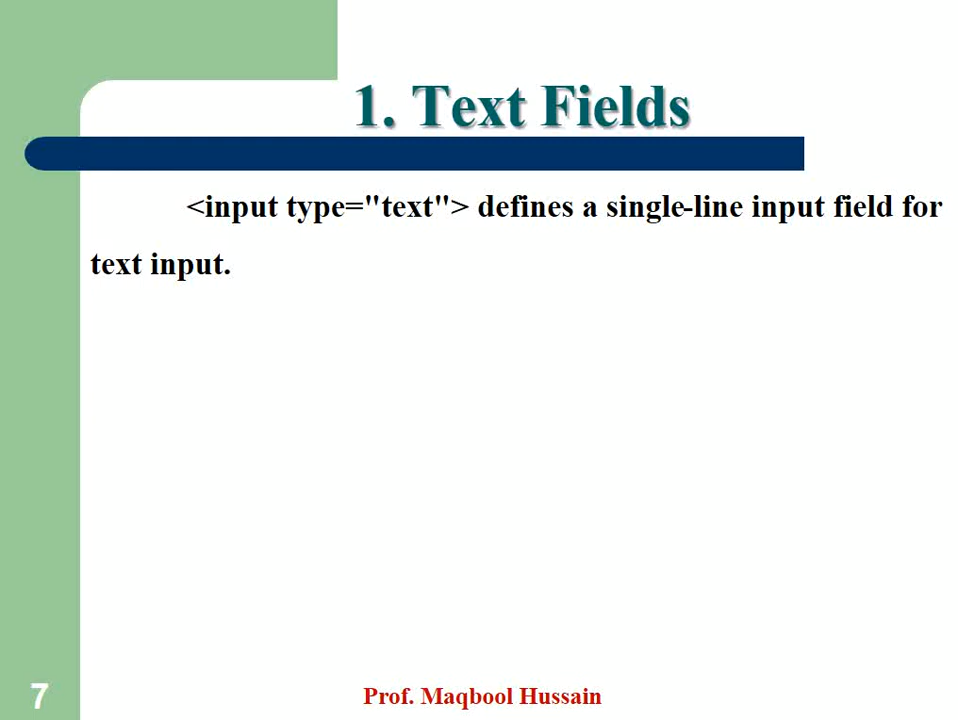 1. Text Fields
<input type="text"> defines a single-line input field for
text input.
7
Prof. Maqbool Hussain